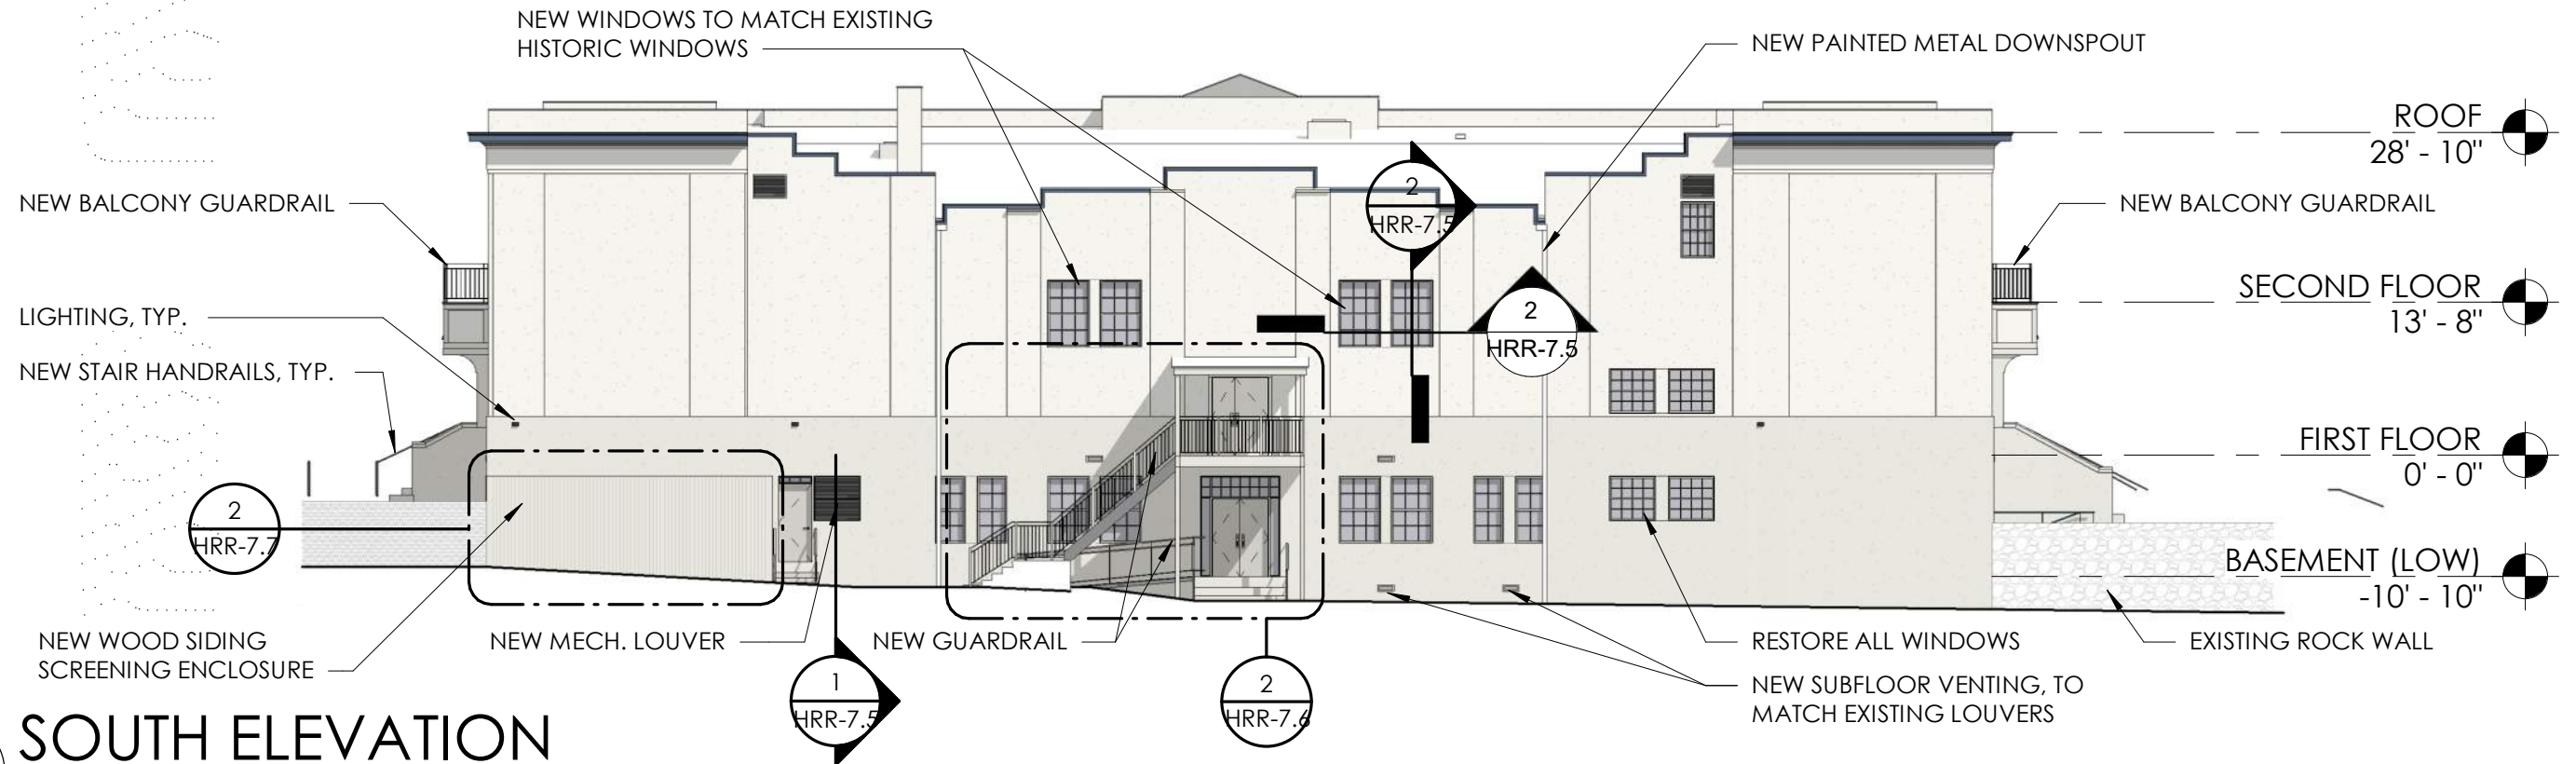 NEW WINDOWS TO MATCH EXISTING
HISTORIC WINDOWS
NEW PAINTED METAL DOWNSPOUT
ROOF
28' - 10"
NEW BALCONY GUARDRAIL
2
HRR-7.5
NEW BALCONY GUARDRAIL
SECOND FLOOR
13' - 8"
LIGHTING, TYP.
2
HRR-7.5
NEW STAIR HANDRAILS, TYP.
FIRST FLOOR
0' - 0"
2
HRR-7.7
BASEMENT (LOW)
-10' - 10"
NEW WOOD SIDING
SCREENING ENCLOSURE
NEW MECH. LOUVER
NEW GUARDRAIL
RESTORE ALL WINDOWS
EXISTING ROCK WALL
1
HRR-7.5
2
HRR-7.6
NEW SUBFLOOR VENTING, TO
MATCH EXISTING LOUVERS
SOUTH ELEVATION